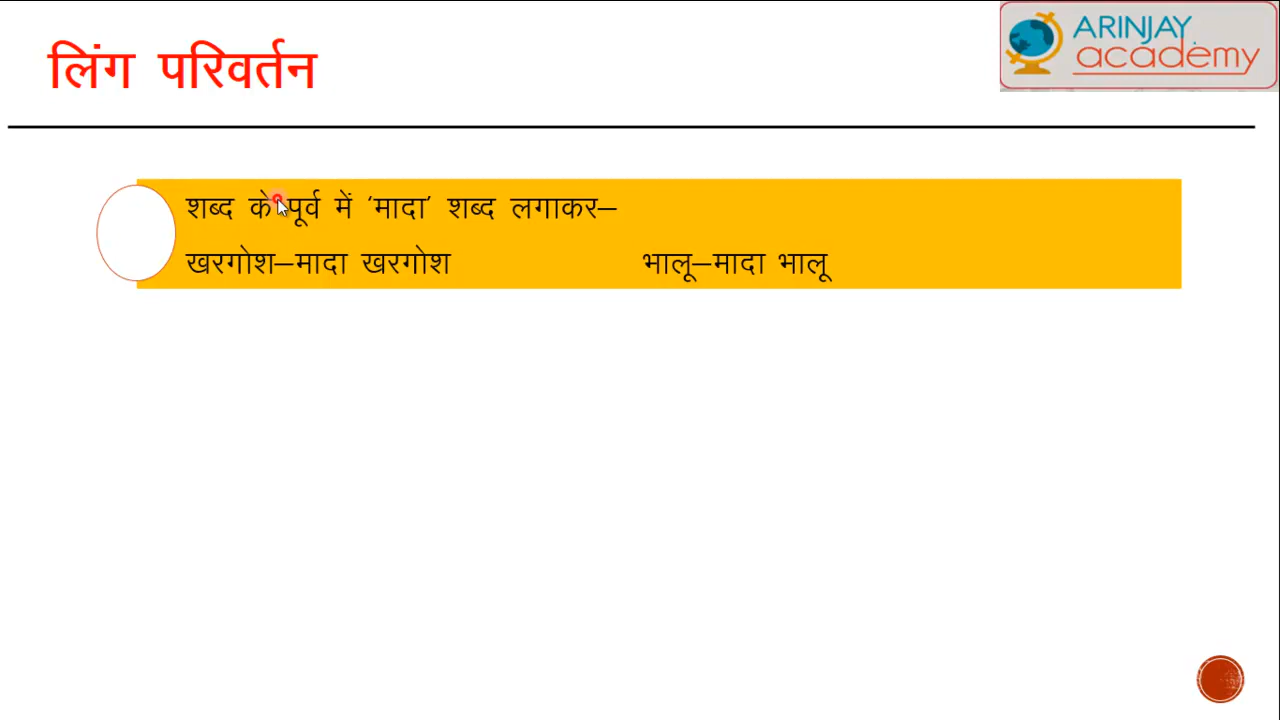 लिंग परिवर्तन
ARINJAY
academy
शब्द के पूर्व में ‘मादा’ शब्द लगाकर–
खरगोश–मादा खरगोश भालू–मादा भालू